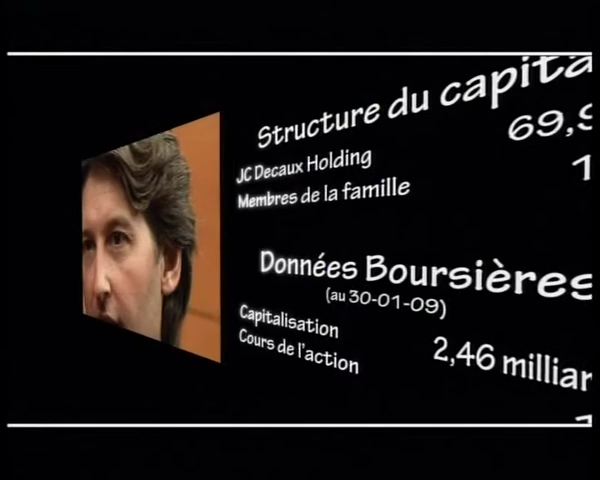 Structure du capita
69,9
JC Decaux Holding
Membres de la famille
Données Boursières
(au 30-01-09)
Capitalisation
2,46 milliar
Cours de l'action